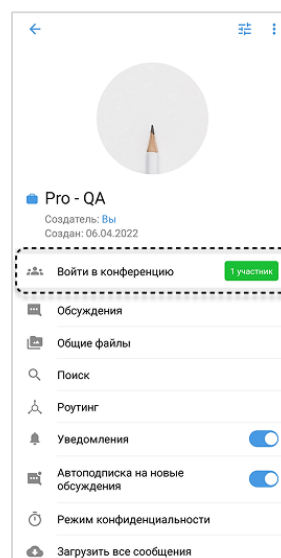 Pro - QA
Создатель: Вы
Создан: 06.04.2022
Войти в конференцию
1 участник
Обсуждения
Общие файлы
Поиск
Роутинг
Уведомления
Автоподписка на новые
обсуждения
Режим конфиденциальности
Загрузить все сообщения